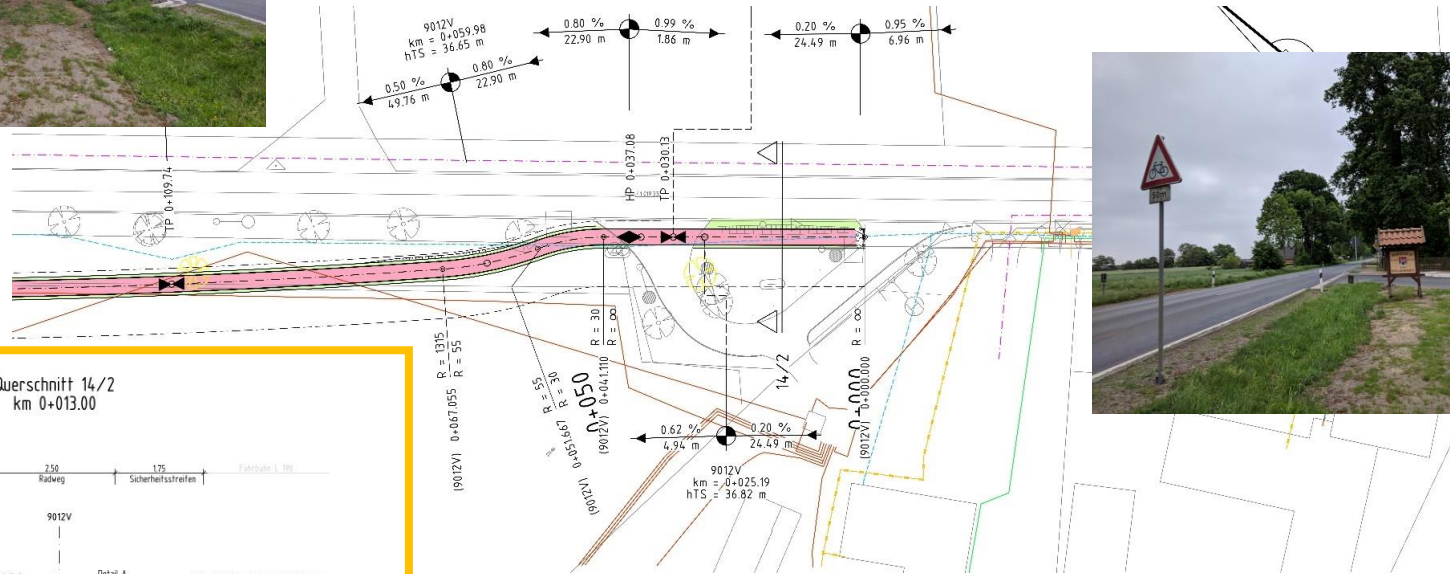 9012V
km = 0+059.98
hTS = 36.65 m
0.50 %
49.76 m
0.80 %
22.90 m
0.80 %
22.90 m
0.99 %
1.86 m
0.20 %
24.49 m
0.95 %
6.96 m
TP 0+109.74
HP 0+037.08
TP 0+030.13
R = 1315
R = 55
(9012V) 0+067.055
R = 55
R = 30
(9012V) 0+051.667
0+050
R = 30
R = ∞
(9012V) 0+041.110
14/2
R = ∞
0+000
(9012V) 0+000.000
0.62 %
4.94 m
0.20 %
24.49 m
9012V
km = 0+025.19
hTS = 36.82 m
Querschnitt 14/2
km 0+013.00
2.50
Radweg
1.75
Sicherheitsstreifen
Fahrbahn L 190
9012V
Detail A